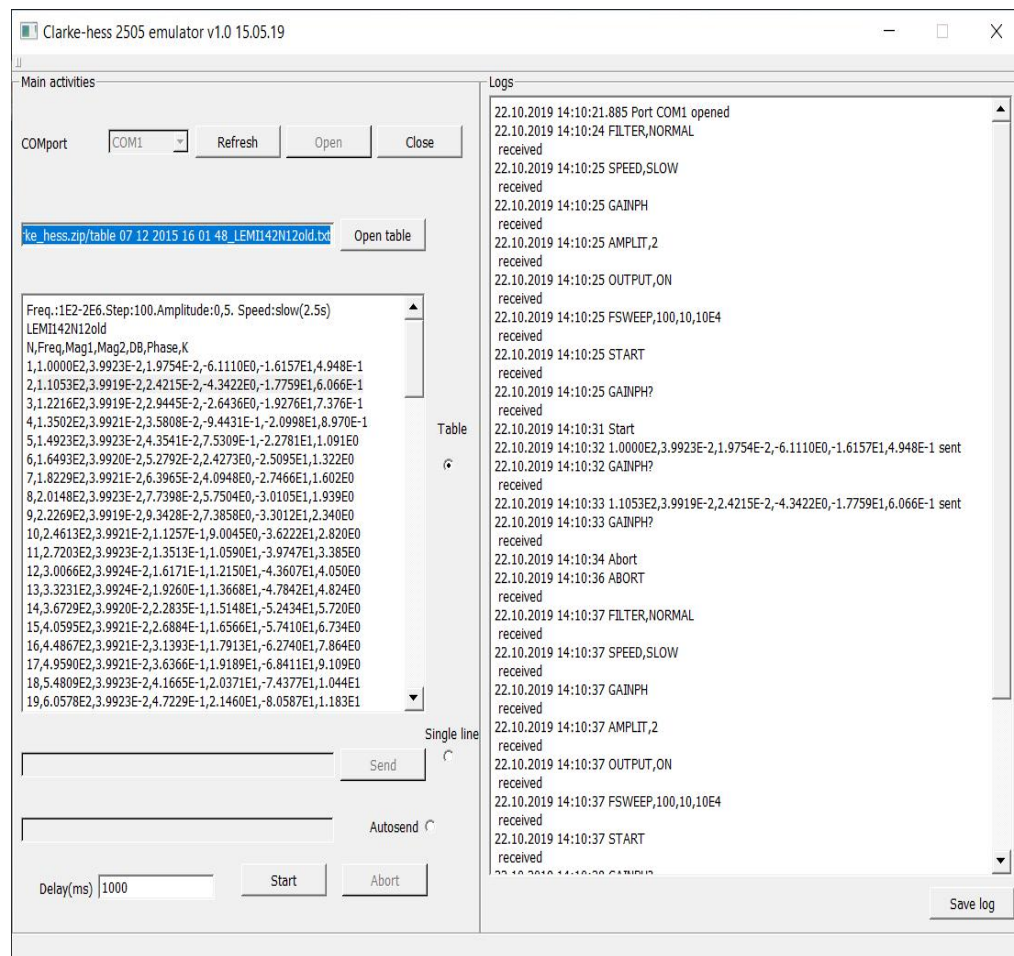 Clarke-hess 2505 emulator v1.0 15.05.19
Main activities
COMport
COM1
Refresh
Open
Close
rke_hess.zip/table 07 12 2015 16 01 48_LEMI142N12old.txt
Open table
Freq.:1E2-2E6.Step:100.Amplitude:0,5. Speed:slow(2.5s)
LEMI142N12old
N,Freq,Mag1,Mag2,DB,Phase,K
1,1.0000E2,3.9923E-2,1.9754E-2,-6.1110E0,-1.6157E1,4.948E-1
2,1.1053E2,3.9919E-2,2.4215E-2,-4.3422E0,-1.7759E1,6.066E-1
3,1.2216E2,3.9919E-2,2.9445E-2,-2.6436E0,-1.9276E1,7.376E-1
4,1.3502E2,3.9921E-2,3.5808E-2,-9.4431E-1,-2.0998E1,8.970E-1
5,1.4923E2,3.9923E-2,4.3541E-2,7.5309E-1,-2.2781E1,1.091E0
6,1.6493E2,3.9920E-2,5.2792E-2,2.4273E0,-2.5095E1,1.322E0
7,1.8229E2,3.9921E-2,6.3965E-2,4.0948E0,-2.7466E1,1.602E0
8,2.0148E2,3.9923E-2,7.7398E-2,5.7504E0,-3.0105E1,1.939E0
9,2.2269E2,3.9919E-2,9.3428E-2,7.3858E0,-3.3012E1,2.340E0
10,2.4613E2,3.9921E-2,1.1257E-1,9.0045E0,-3.6222E1,2.820E0
11,2.7203E2,3.9923E-2,1.3513E-1,1.0590E1,-3.9747E1,3.385E0
12,3.0066E2,3.9924E-2,1.6171E-1,1.2150E1,-4.3607E1,4.050E0
13,3.3231E2,3.9924E-2,1.9260E-1,1.3668E1,-4.7842E1,4.824E0
14,3.6729E2,3.9920E-2,2.2835E-1,1.5148E1,-5.2434E1,5.720E0
15,4.0595E2,3.9921E-2,2.6884E-1,1.6566E1,-5.7410E1,6.734E0
16,4.4867E2,3.9921E-2,3.1393E-1,1.7913E1,-6.2740E1,7.864E0
17,4.9590E2,3.9921E-2,3.6366E-1,1.9189E1,-6.8411E1,9.109E0
18,5.4809E2,3.9923E-2,4.1665E-1,2.0371E1,-7.4377E1,1.044E1
19,6.0578E2,3.9923E-2,4.7229E-1,2.1460E1,-8.0587E1,1.183E1
Table
Single line
Send
Autosend
Delay(ms)
1000
Start
Abort
Logs
22.10.2019 14:10:21.885 Port COM1 opened
22.10.2019 14:10:24 FILTER,NORMAL
received
22.10.2019 14:10:25 SPEED,SLOW
received
22.10.2019 14:10:25 GAINPH
received
22.10.2019 14:10:25 AMPLIT,2
received
22.10.2019 14:10:25 OUTPUT,ON
received
22.10.2019 14:10:25 FSWEEP,100,10,10E4
received
22.10.2019 14:10:25 START
received
22.10.2019 14:10:25 GAINPH?
received
22.10.2019 14:10:31 Start
22.10.2019 14:10:32 1.0000E2,3.9923E-2,1.9754E-2,-6.1110E0,-1.6157E1,4.948E-1 sent
22.10.2019 14:10:32 GAINPH?
received
22.10.2019 14:10:33 1.1053E2,3.9919E-2,2.4215E-2,-4.3422E0,-1.7759E1,6.066E-1 sent
22.10.2019 14:10:33 GAINPH?
received
22.10.2019 14:10:34 Abort
22.10.2019 14:10:36 ABORT
received
22.10.2019 14:10:37 FILTER,NORMAL
received
22.10.2019 14:10:37 SPEED,SLOW
received
22.10.2019 14:10:37 GAINPH
received
22.10.2019 14:10:37 AMPLIT,2
received
22.10.2019 14:10:37 OUTPUT,ON
received
22.10.2019 14:10:37 FSWEEP,100,10,10E4
received
22.10.2019 14:10:37 START
received
Save log